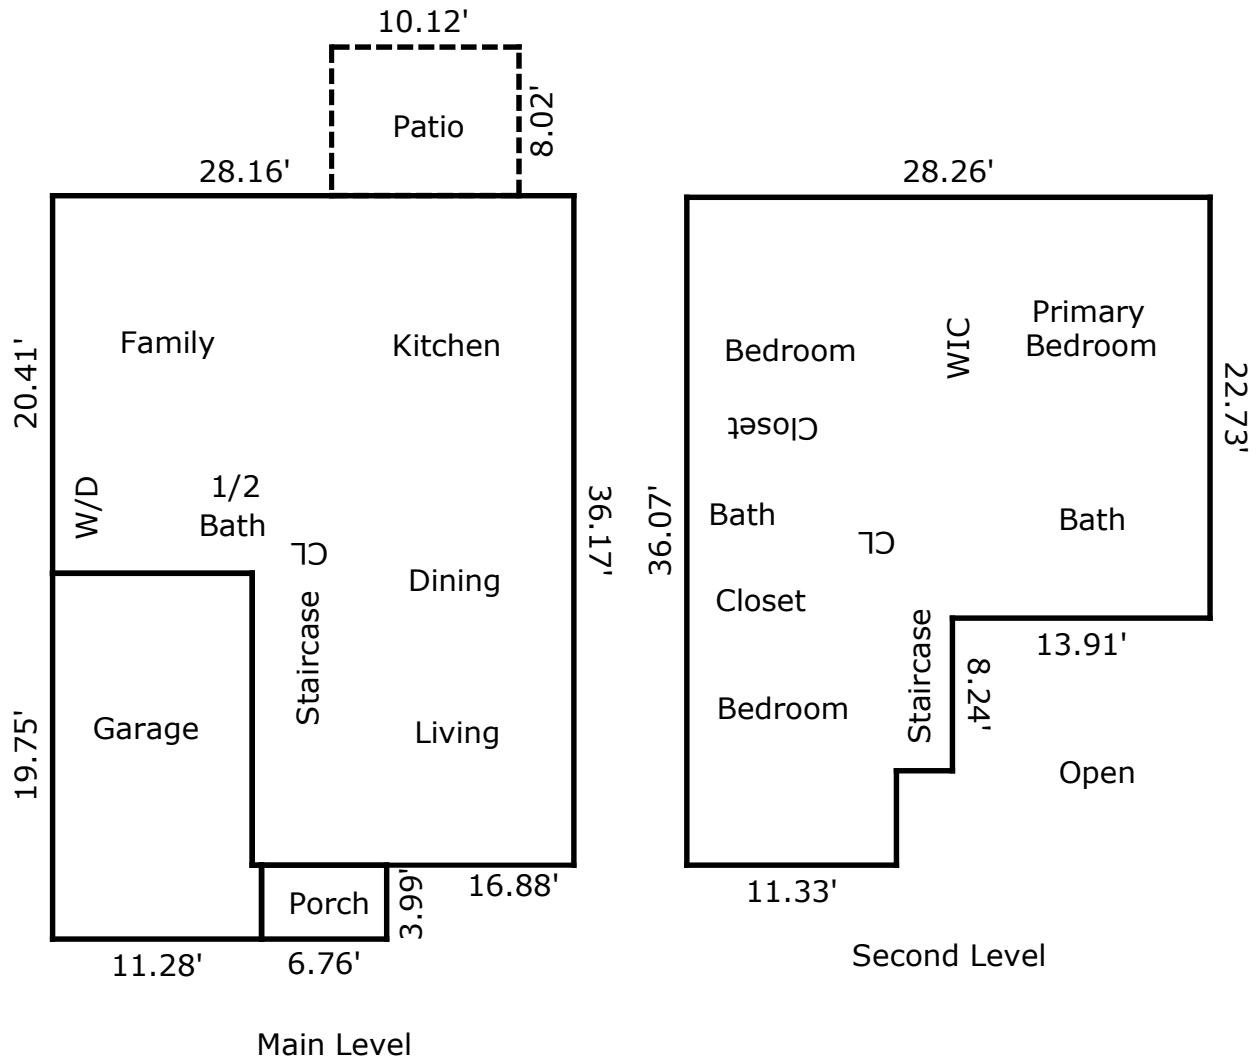 10.12'
Patio
8.02'
28.16'
Family
Kitchen
20.41'
W/D
1/2
Bath
CL
36.17'
Dining
Staircase
Garage
Living
19.75'
16.88'
Porch
3.99'
11.28'
6.76'
Main Level
28.26'
Primary
Bedroom
WIC
Bedroom
22.73'
Closet
36.07'
Bath
CL
Bath
Closet
Staircase
13.91'
8.24'
Bedroom
Open
11.33'
Second Level